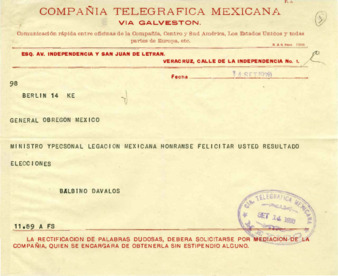 COMPAÑIA TELEGRAFICA MEXICANA
VIA GALVESTON.
Comunicación rápida entre oficinas de la Compañía, Centro y Sud América, Los Estados Unidos y todas
partes de Europa, etc.
ESQ. AV. INDEPENDENCIA Y SAN JUAN DE LETRAN.
VERACRUZ, CALLE DE LA INDEPENDENCIA No. 1.
Fecha
98
BERLIN 14 KE
GENERAL OBREGON MEXICO
MINISTRO YPECSONAL LEGACION MEXICANA HONRANSE FELICITAR USTED RESULTADO
ELECCIONES
BALBINO DAVALOS
11.89 A FS
CIA. TELEGRAFICA MEXICANA
LA RECTIFICACION DE PALABRAS DUDOSAS, DEBERA SOLICITARSE POR MEDIACION DE LA
COMPAÑIA, QUIEN SE ENCARGARA DE OBTENERLA SIN ESTIPENDIO ALGUNO.